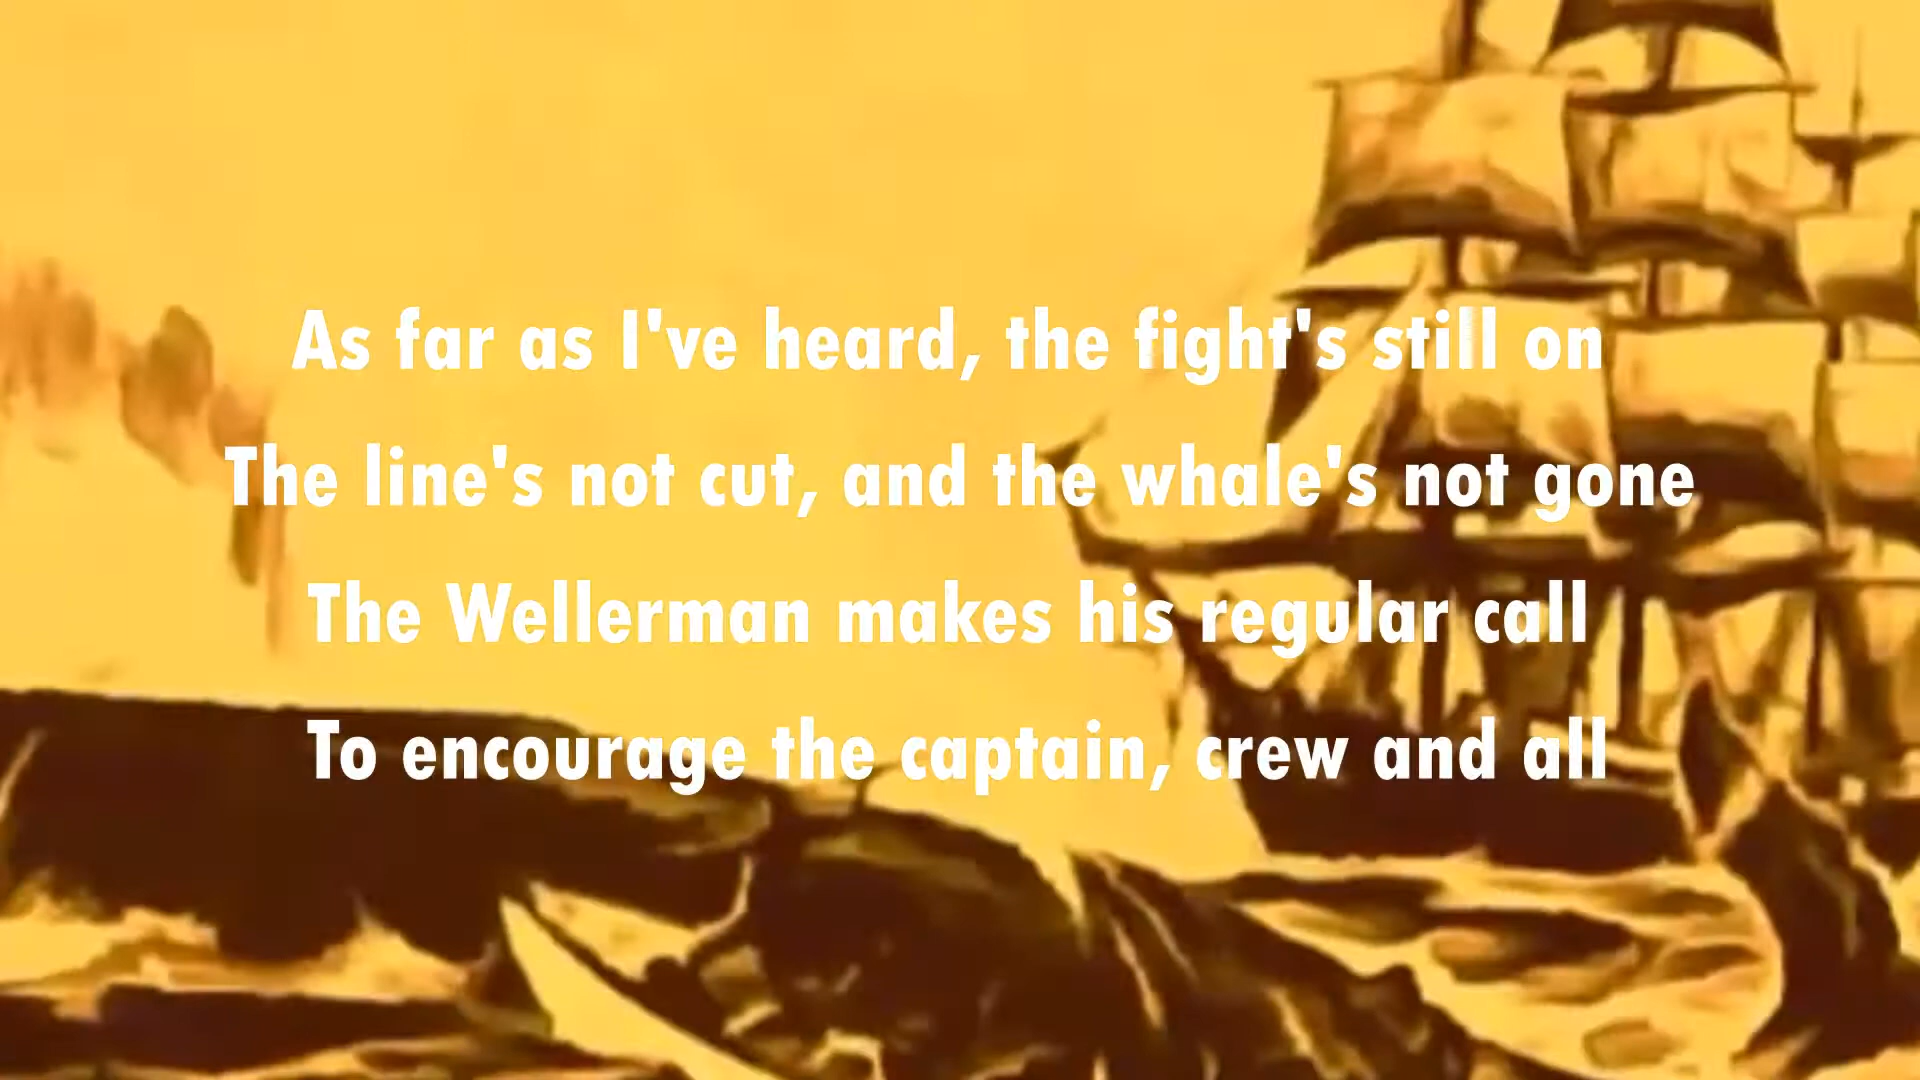 As far as I've heard, the fight's still on
The line's not cut, and the whale's not gone
The Wellerman makes his regular call
To encourage the captain, crew and all